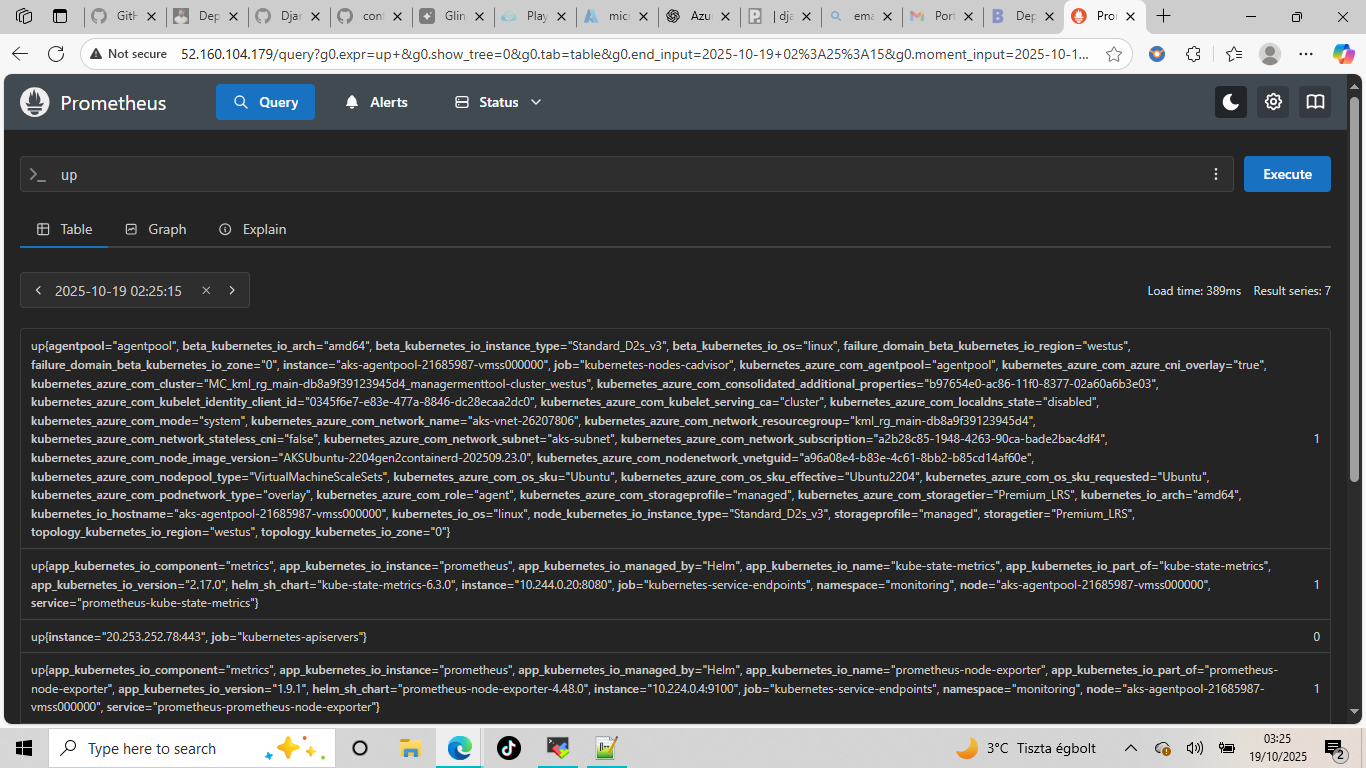 GitH
Dep
Djar
cont
Glin
Play
micr
Azu
| dja
ema
Port
Dep
Pror
Not secure 52.160.104.179/query?g0.expr=up+&g0.show_tree=0&g0.tab=table&g0.end_input=2025-10-19+02%3A25%3A15&g0.moment_input=2025-10-1...
Prometheus Query Alerts Status
up
Execute
Table Graph Explain
2025-10-19 02:25:15
Load time: 389ms Result series: 7
up{agentpool="agentpool", beta_kubernetes_io_arch="amd64", beta_kubernetes_io_instance_type="Standard_D2s_v3", beta_kubernetes_io_os="linux", failure_domain_beta_kubernetes_io_region="westus",
failure_domain_beta_kubernetes_io_zone="0", instance="aks-agentpool-21685987-vmss000000", job="kubernetes-nodes-cadvisor", kubernetes_azure_com_agentpool="agentpool", kubernetes_azure_com_azure_cni_overlay="true",
kubernetes_azure_com_cluster="MC_kml_rg_main-db8a9f39123945d4_managermenttool-cluster_westus", kubernetes_azure_com_consolidated_additional_properties="b97654e0-ac86-11f0-8377-02a60a6b3e03",
kubernetes_azure_com_kubelet_identity_client_id="0345f6e7-e83e-477a-8846-dc28ecaa2dc0", kubernetes_azure_com_kubelet_serving_ca="cluster", kubernetes_azure_com_localdns_state="disabled",
kubernetes_azure_com_mode="system", kubernetes_azure_com_network_name="aks-vnet-26207806", kubernetes_azure_com_network_resourcegroup="kml_rg_main-db8a9f39123945d4",
kubernetes_azure_com_network_stateless_cni="false", kubernetes_azure_com_network_subnet="aks-subnet", kubernetes_azure_com_network_subscription="a2b28c85-1948-4263-90ca-bade2bac4df4",
1
kubernetes_azure_com_node_image_version="AKSUbuntu-2204gen2containerd-202509.23.0", kubernetes_azure_com_nodenetwork_vnetguid="a96a08e4-b83e-4c61-8bb2-b85cd14af60e",
kubernetes_azure_com_nodepool_type="VirtualMachineScaleSets", kubernetes_azure_com_os_sku="Ubuntu", kubernetes_azure_com_os_sku_effective="Ubuntu2204", kubernetes_azure_com_os_sku_requested="Ubuntu",
kubernetes_azure_com_podnetwork_type="overlay", kubernetes_azure_com_role="agent", kubernetes_azure_com_storageprofile="managed", kubernetes_azure_com_storagetier="Premium_LRS", kubernetes_io_arch="amd64",
kubernetes_io_hostname="aks-agentpool-21685987-vmss000000", kubernetes_io_os="linux", node_kubernetes_io_instance_type="Standard_D2s_v3", storageprofile="managed", storagetier="Premium_LRS",
topology_kubernetes_io_region="westus", topology_kubernetes_io_zone="0"}
up{app_kubernetes_io_component="metrics", app_kubernetes_io_instance="prometheus", app_kubernetes_io_managed_by="Helm", app_kubernetes_io_name="kube-state-metrics", app_kubernetes_io_part_of="kube-state-metrics",
app_kubernetes_io_version="2.17.0", helm_sh_chart="kube-state-metrics-6.3.0", instance="10.244.0.20:8080", job="kubernetes-service-endpoints", namespace="monitoring", node="aks-agentpool-21685987-vmss000000",
1
service="prometheus-kube-state-metrics"}
up{instance="20.253.252.78:443", job="kubernetes-apiservers"}
0
up{app_kubernetes_io_component="metrics", app_kubernetes_io_instance="prometheus", app_kubernetes_io_managed_by="Helm", app_kubernetes_io_name="prometheus-node-exporter", app_kubernetes_io_part_of="prometheus-
node-exporter", app_kubernetes_io_version="1.9.1", helm_sh_chart="prometheus-node-exporter-4.48.0", instance="10.224.0.4:9100", job="kubernetes-service-endpoints", namespace="monitoring", node="aks-agentpool-21685987-
1
vmss000000", service="prometheus-prometheus-node-exporter"}
Type here to search
3°C Tiszta égbolt
03:25
19/10/2025
2